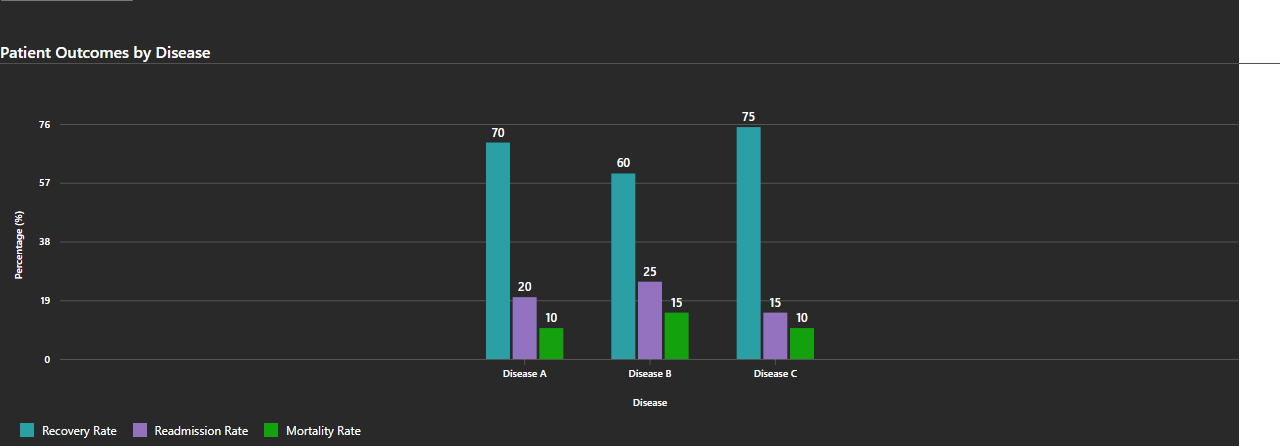 Patient Outcomes by Disease
76
57
38
19
0
Percentage (%)
70
20
10
60
25
15
75
15
10
Disease A
Disease B
Disease C
Disease
Recovery Rate
Readmission Rate
Mortality Rate